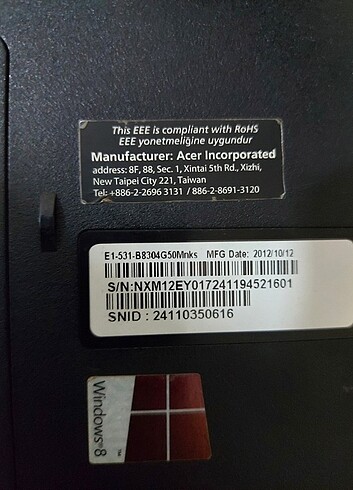 This EEE is compliant with RoHS
EEE yonetmeliğine uygundur
Manufacturer: Acer Incorporated
address: 8F, 88, Sec. 1, Xintai 5th Rd., Xizhi,
New Taipei City 221, Taiwan
Tel: +886-2-2696 3131 / 886-2-8691-3120
E1-531-B8304G50Mnks MFG Date: 2012/10/12
S/N:NXM12EY017241194521601
SNID : 24110350616
Windows®8